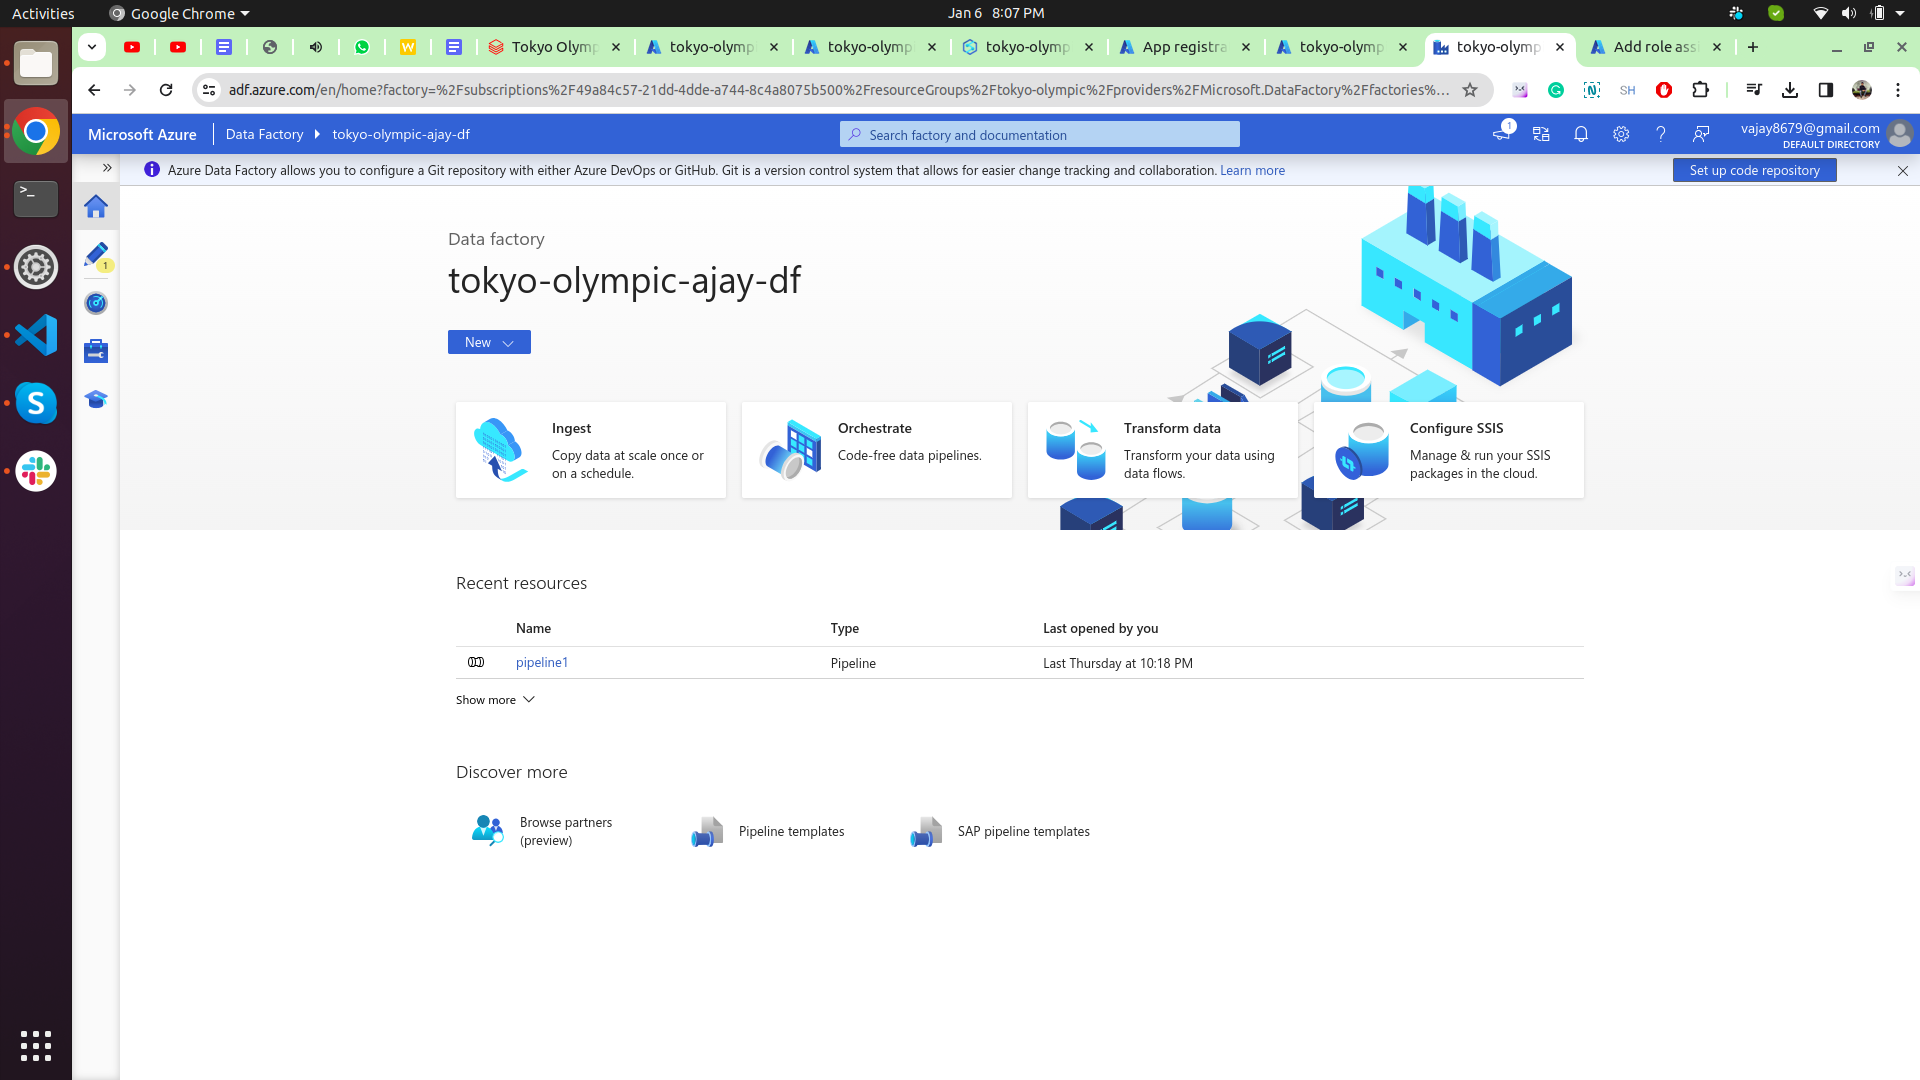 Activities
Google Chrome
Jan 6 8:07 PM
Tokyo Olymp
tokyo-olymp
tokyo-olymp
tokyo-olymp
App registra
tokyo-olymp
tokyo-olymp
Add role ass
adf.azure.com/en/home?factory=%2Fsubscriptions%2F49a84c57-21dd-4dde-a744-8c4a8075b500%2FresourceGroups%2Ftokyo-olympic%2Fproviders%2FMicrosoft.DataFactory%2Ffactories%...
SH
Microsoft Azure
Data Factory
tokyo-olympic-ajay-df
Search factory and documentation
1
vajay8679@gmail.com
DEFAULT DIRECTORY
Azure Data Factory allows you to configure a Git repository with either Azure DevOps or GitHub. Git is a version control system that allows for easier change tracking and collaboration. Learn more
Set up code repository
1
Data factory
tokyo-olympic-ajay-df
New
Ingest
Copy data at scale once or
on a schedule.
Orchestrate
Code-free data pipelines.
Transform data
Transform your data using
data flows.
Configure SSIS
Manage & run your SSIS
packages in the cloud.
Recent resources
Name Type Last opened by you
pipeline1 Pipeline Last Thursday at 10:18 PM
Show more
Discover more
Browse partners
(preview)
Pipeline templates
SAP pipeline templates